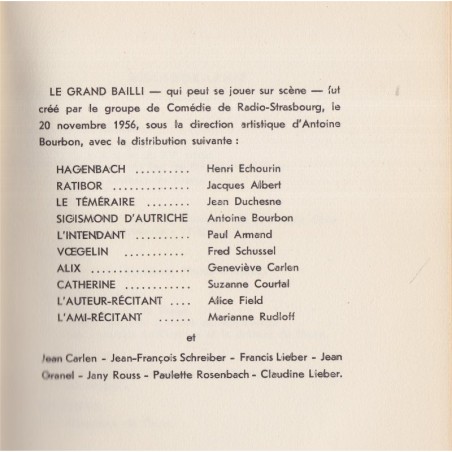 LE GRAND BAILLI — qui peut se jouer sur scène — fut
créé par le groupe de Comédie de Radio-Strasbourg, le
20 novembre 1956, sous la direction artistique d'Antoine
Bourbon, avec la distribution suivante :
HAGENBACH .......... Henri Echourin
RATIBOR ............. Jacques Albert
LE TÉMÉRAIRE ....... Jean Duchesne
SIGISMOND D'AUTRICHE Antoine Bourbon
L'INTENDANT ......... Paul Armand
VŒGELIN ............ Fred Schussel
ALIX ................. Geneviève Carlen
CATHERINE ........... Suzanne Courtal
L'AUTEUR-RÉCITANT .... Alice Field
L'AMI-RÉCITANT ....... Marianne Rudloff
et
Jean Carlen - Jean-François Schreiber - Francis Lieber - Jean
Granel - Jany Rouss - Paulette Rosenbach - Claudine Lieber.